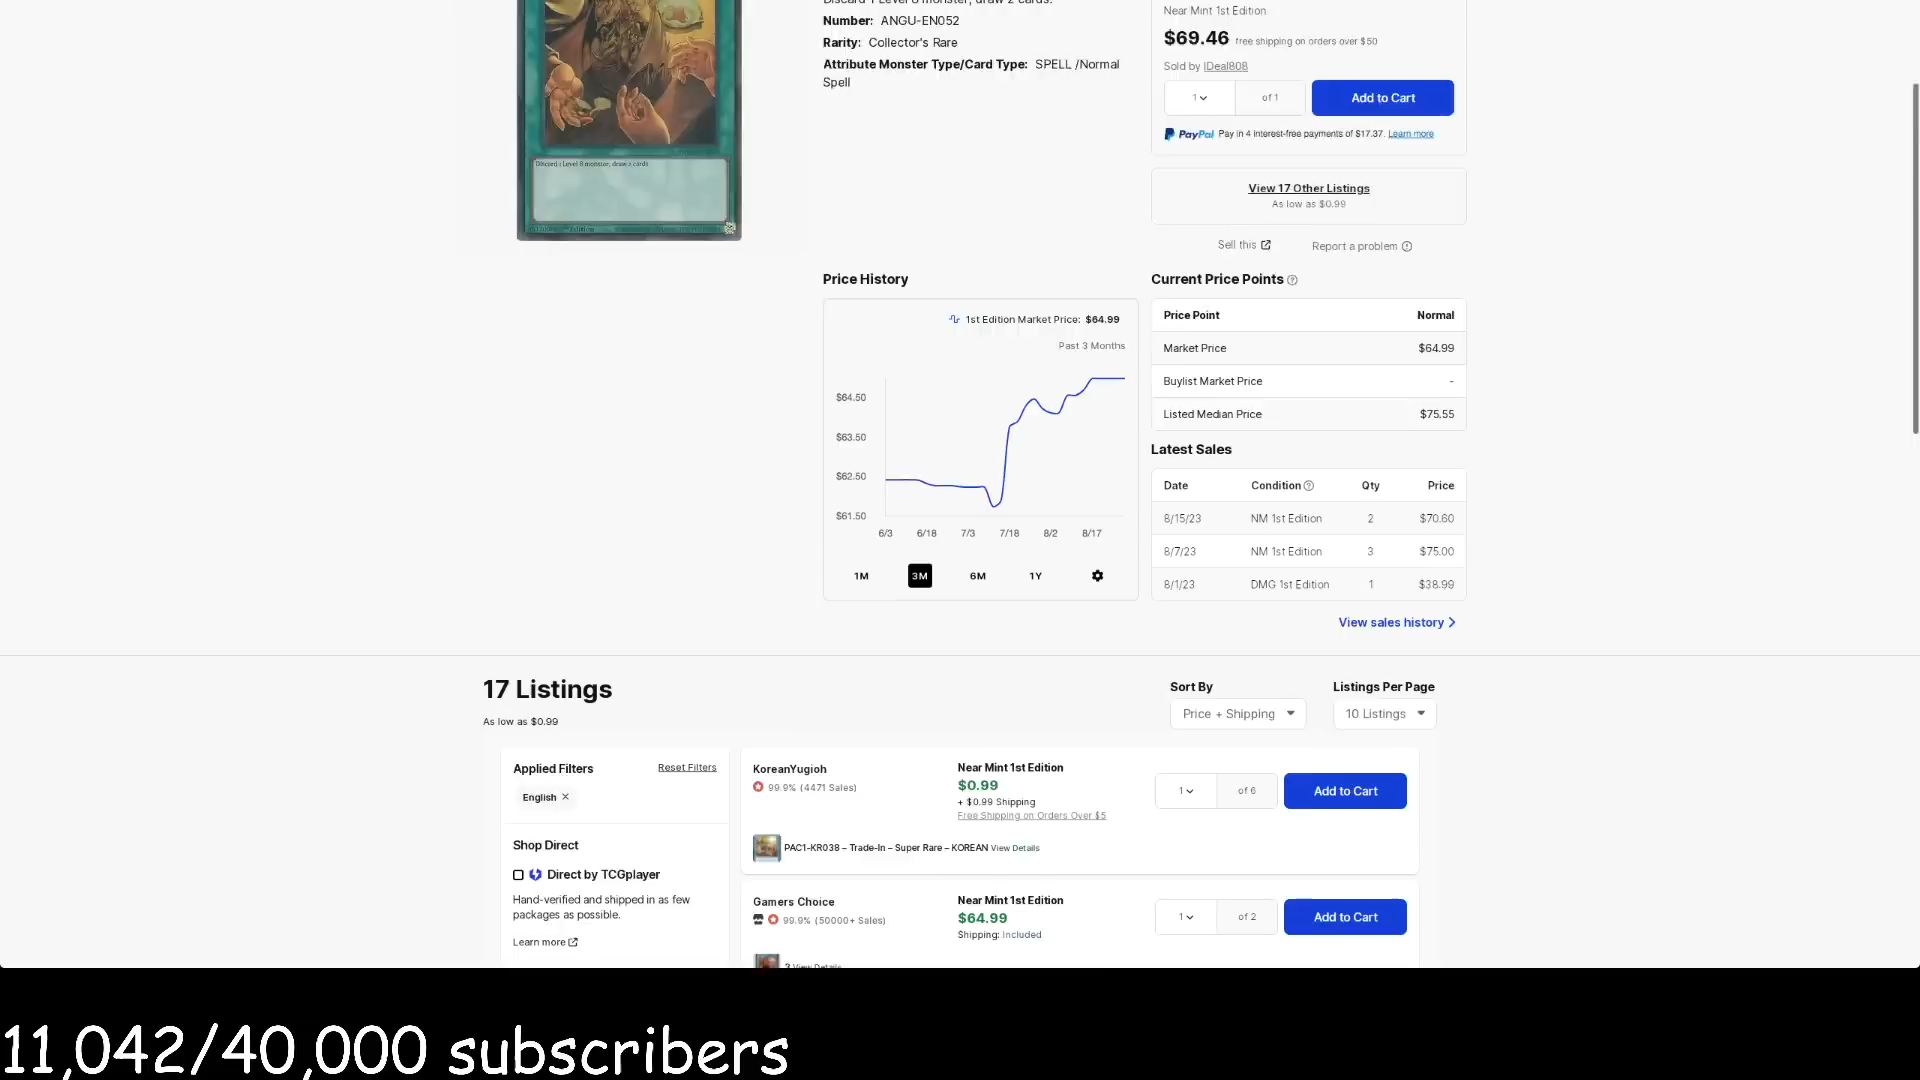 Discard 1 Level 8 monster, draw 2 cards.
Number: ANGU-EN052
Rarity: Collector's Rare
Attribute Monster Type/Card Type: SPELL /Normal
Spell
Discard 1 Level 8 monster, draw 2 cards
Near Mint 1st Edition
$69.46 free shipping on orders over $50
Sold by IDeal808
1 of 1 Add to Cart
PayPal Pay in 4 interest-free payments of $17.37. Learn more
View 17 Other Listings
As low as $0.99
Sell this Report a problem
Price History
1st Edition Market Price: $64.99
Past 3 Months
$64.50
$63.50
$62.50
$61.50
6/3 6/18 7/3 7/18 8/2 8/17
1M 3M 6M 1Y
Current Price Points
Price Point Normal
Market Price $64.99
Buylist Market Price -
Listed Median Price $75.55
Latest Sales
Date Condition Qty Price
8/15/23 NM 1st Edition 2 $70.60
8/7/23 NM 1st Edition 3 $75.00
8/1/23 DMG 1st Edition 1 $38.99
View sales history
17 Listings
As low as $0.99
Sort By
Price + Shipping
Listings Per Page
10 Listings
Applied Filters Reset Filters
English
Shop Direct
Direct by TCGplayer
Hand-verified and shipped in as few
packages as possible.
Learn more
KoreanYugioh
99.9% (4471 Sales)
Near Mint 1st Edition
$0.99
+ $0.99 Shipping
Free Shipping on Orders Over $5
1 of 6 Add to Cart
PAC1-KR038 – Trade-In – Super Rare – KOREAN View Details
Gamers Choice
99.9% (50000+ Sales)
Near Mint 1st Edition
$64.99
Shipping: Included
1 of 2 Add to Cart
3 View Details
11,042/40,000 subscribers